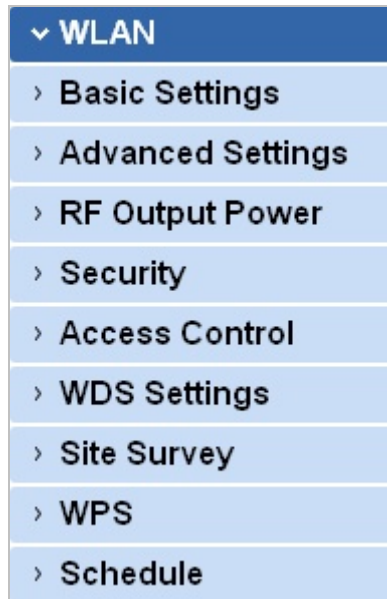 WLAN
Basic Settings
Advanced Settings
RF Output Power
Security
Access Control
WDS Settings
Site Survey
WPS
Schedule